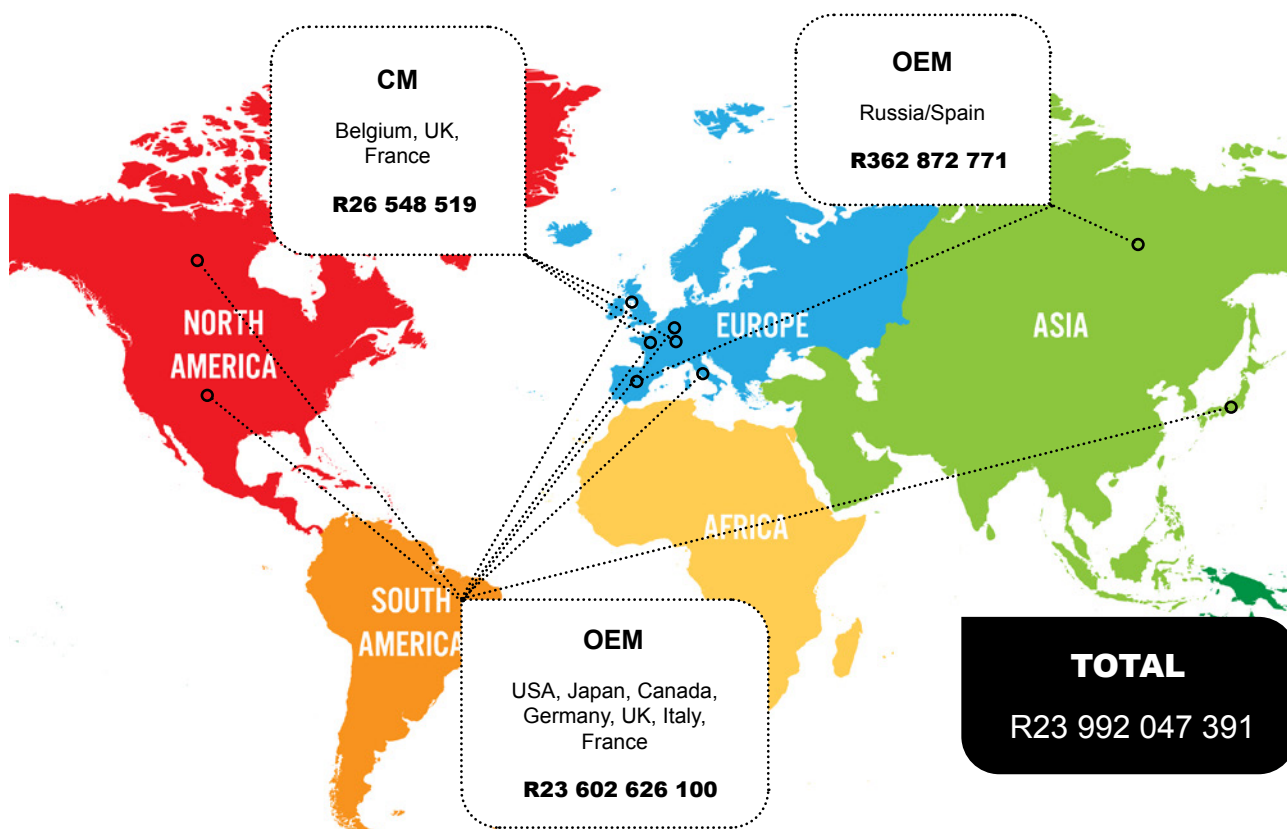 CM
Belgium, UK,
France
R26 548 519
OEM
Russia/Spain
R362 872 771
NORTH
AMERICA
EUROPE
ASIA
AFRICA
SOUTH
AMERICA
OEM
USA, Japan, Canada,
Germany, UK, Italy,
France
R23 602 626 100
TOTAL
R23 992 047 391